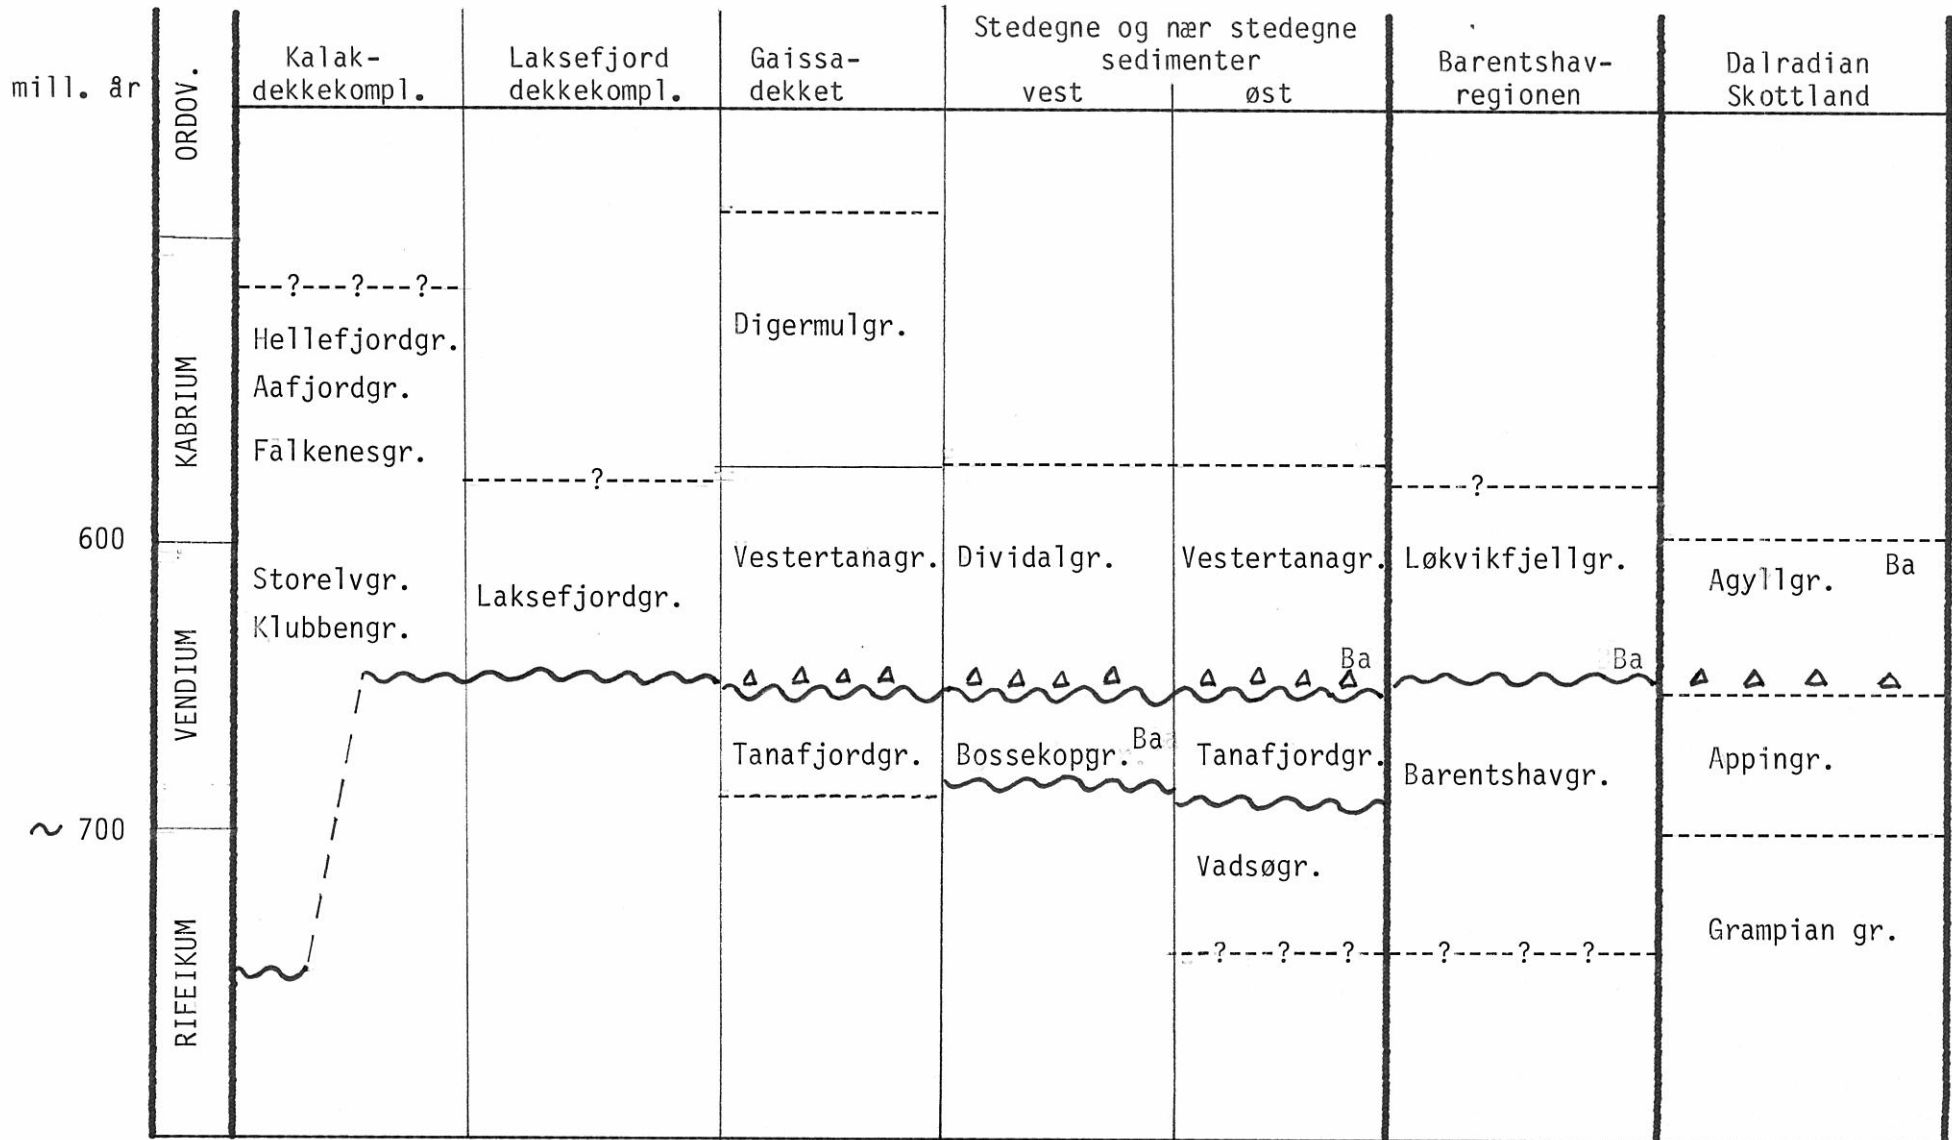 mill. år
ORDOV.
KABRIUM
VENDIUM
RIFEIKUM
600
~ 700
Kalak-
dekkekompl.
Laksefjord
dekkekompl.
Gaissa-
dekket
Stedegne og nær stedegne
sedimenter
vest
øst
Barentshav-
regionen
Dalradian
Skottland
---?---?---?--
Hellefjordgr.
Aafjordgr.
Falkenesgr.
Storelvgr.
Klubbengr.
?
Laksefjordgr.
Digermulgr.
Vestertanagr.
Tanafjordgr.
Dividalgr.
Bossekopgr. Ba
Vestertanagr.
Ba
Tanafjordgr.
Vadsøgr.
--?---?---?--
?
Løkvikfjellgr.
Ba
Barentshavgr.
---?----?---?---
Agyllgr. Ba
Appingr.
Grampian gr.